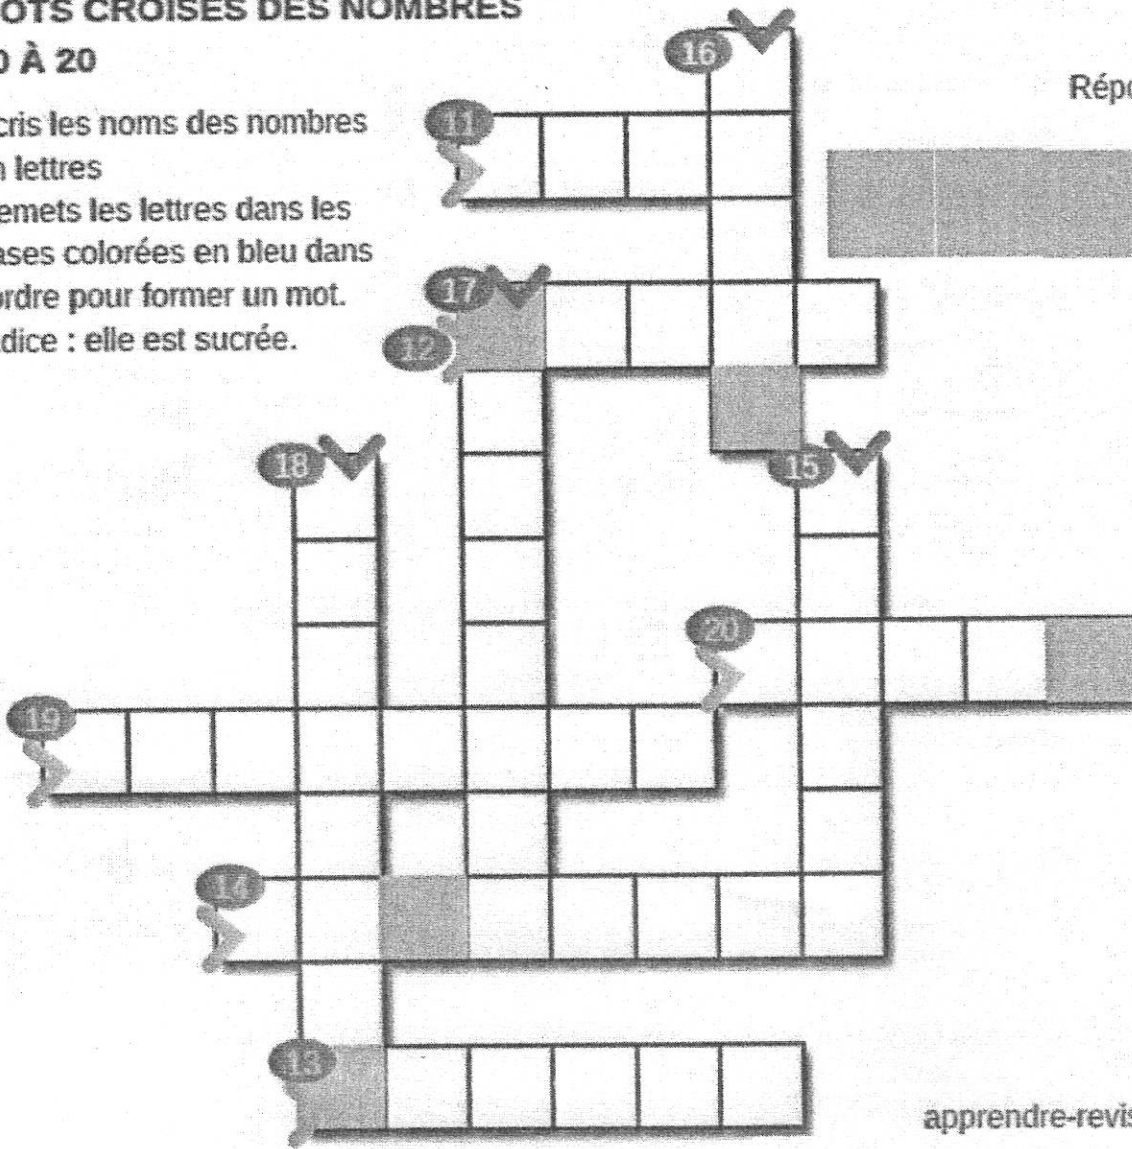 OTS CROISÉS DES NOMBRES
0 À 20
cris les noms des nombres
n lettres
emets les lettres dans les
ases colorées en bleu dans
ordre pour former un mot.
dice : elle est sucrée.
Répo
16
11
17
12
18
15
20
19
14
13
apprendre-revis